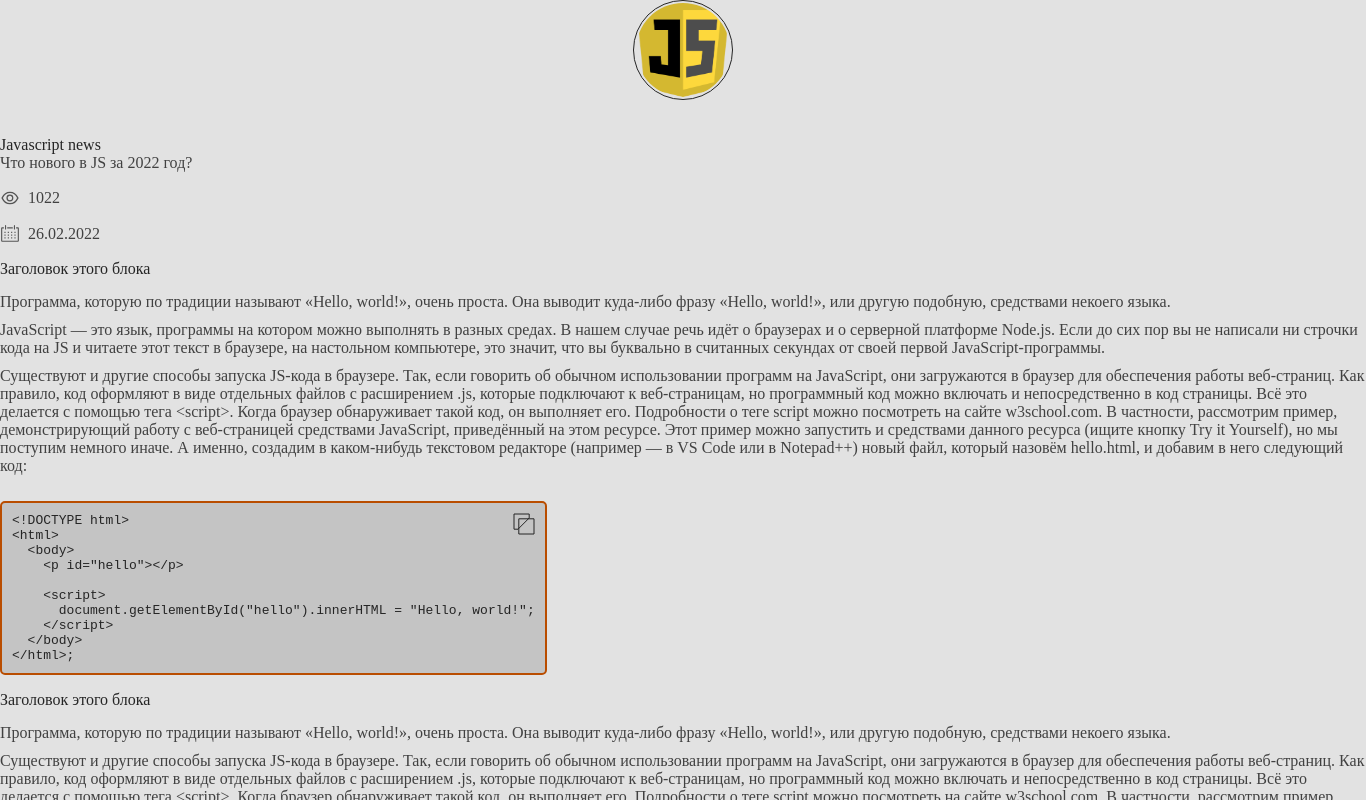 JS
Javascript news
Что нового в JS за 2022 год?
1022
26.02.2022
Заголовок этого блока
Программа, которую по традиции называют «Hello, world!», очень проста. Она выводит куда-либо фразу «Hello, world!», или другую подобную, средствами некоего языка.
JavaScript — это язык, программы на котором можно выполнять в разных средах. В нашем случае речь идёт о браузерах и о серверной платформе Node.js. Если до сих пор вы не написали ни строчки
кода на JS и читаете этот текст в браузере, на настольном компьютере, это значит, что вы буквально в считанных секундах от своей первой JavaScript-программы.
Существуют и другие способы запуска JS-кода в браузере. Так, если говорить об обычном использовании программ на JavaScript, они загружаются в браузер для обеспечения работы веб-страниц. Как
правило, код оформляют в виде отдельных файлов с расширением .js, которые подключают к веб-страницам, но программный код можно включать и непосредственно в код страницы. Всё это
делается с помощью тега <script>. Когда браузер обнаруживает такой код, он выполняет его. Подробности о теге script можно посмотреть на сайте w3school.com. В частности, рассмотрим пример,
демонстрирующий работу с веб-страницей средствами JavaScript, приведённый на этом ресурсе. Этот пример можно запустить и средствами данного ресурса (ищите кнопку Try it Yourself), но мы
поступим немного иначе. А именно, создадим в каком-нибудь текстовом редакторе (например — в VS Code или в Notepad++) новый файл, который назовём hello.html, и добавим в него следующий
код:
<!DOCTYPE html>
<html>
  <body>
    <p id="hello"></p>
    <script>
      document.getElementById("hello").innerHTML = "Hello, world!";
    </script>
  </body>
</html>;
Заголовок этого блока
Программа, которую по традиции называют «Hello, world!», очень проста. Она выводит куда-либо фразу «Hello, world!», или другую подобную, средствами некоего языка.
Существуют и другие способы запуска JS-кода в браузере. Так, если говорить об обычном использовании программ на JavaScript, они загружаются в браузер для обеспечения работы веб-страниц. Как
правило, код оформляют в виде отдельных файлов с расширением .js, которые подключают к веб-страницам, но программный код можно включать и непосредственно в код страницы. Всё это
делается с помощью тега <script>. Когда браузер обнаруживает такой код, он выполняет его. Подробности о теге script можно посмотреть на сайте w3school.com. В частности, рассмотрим пример,